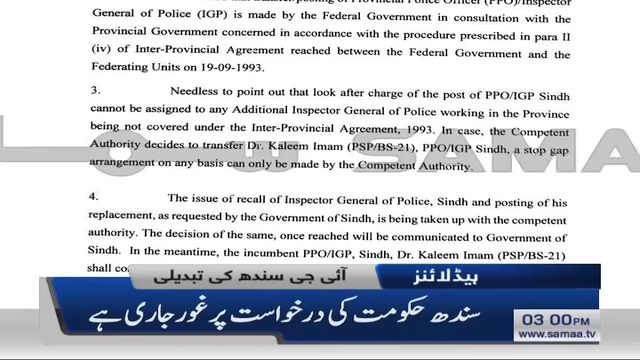 General of Police (IGP) is made by the Federal Government in consultation with the
Provincial Government concerned in accordance with the procedure prescribed in para II
(iv) of Inter-Provincial Agreement reached between the Federal Government and the
Federating Units on 19-09-1993.
3. Needless to point out that look after charge of the post of PPO/IGP Sindh
cannot be assigned to any Additional Inspector General of Police working in the Province
being not covered under the Inter-Provincial Agreement, 1993. In case, the Competent
Authority decides to transfer Dr. Kaleem Imam (PSP/BS-21), PPO/IGP Sindh, a stop gap
arrangement on any basis can only be made by the Competent Authority.
SAMAA
4. The issue of recall of Inspector General of Police, Sindh and posting of his
replacement, as requested by the Government of Sindh, is being taken up with the competent
authority. The decision of the same, once reached will be communicated to Government of
Sindh. In the meantime, the incumbent PPO/IGP, Sindh, Dr. Kaleem Imam (PSP/BS-21)
shall
ہیڈلائنز
آئی جی سندھ کی تبدیلی
سندھ حکومت کی درخواست پر غور جاری ہے
03:00PM
www.samaa.tv